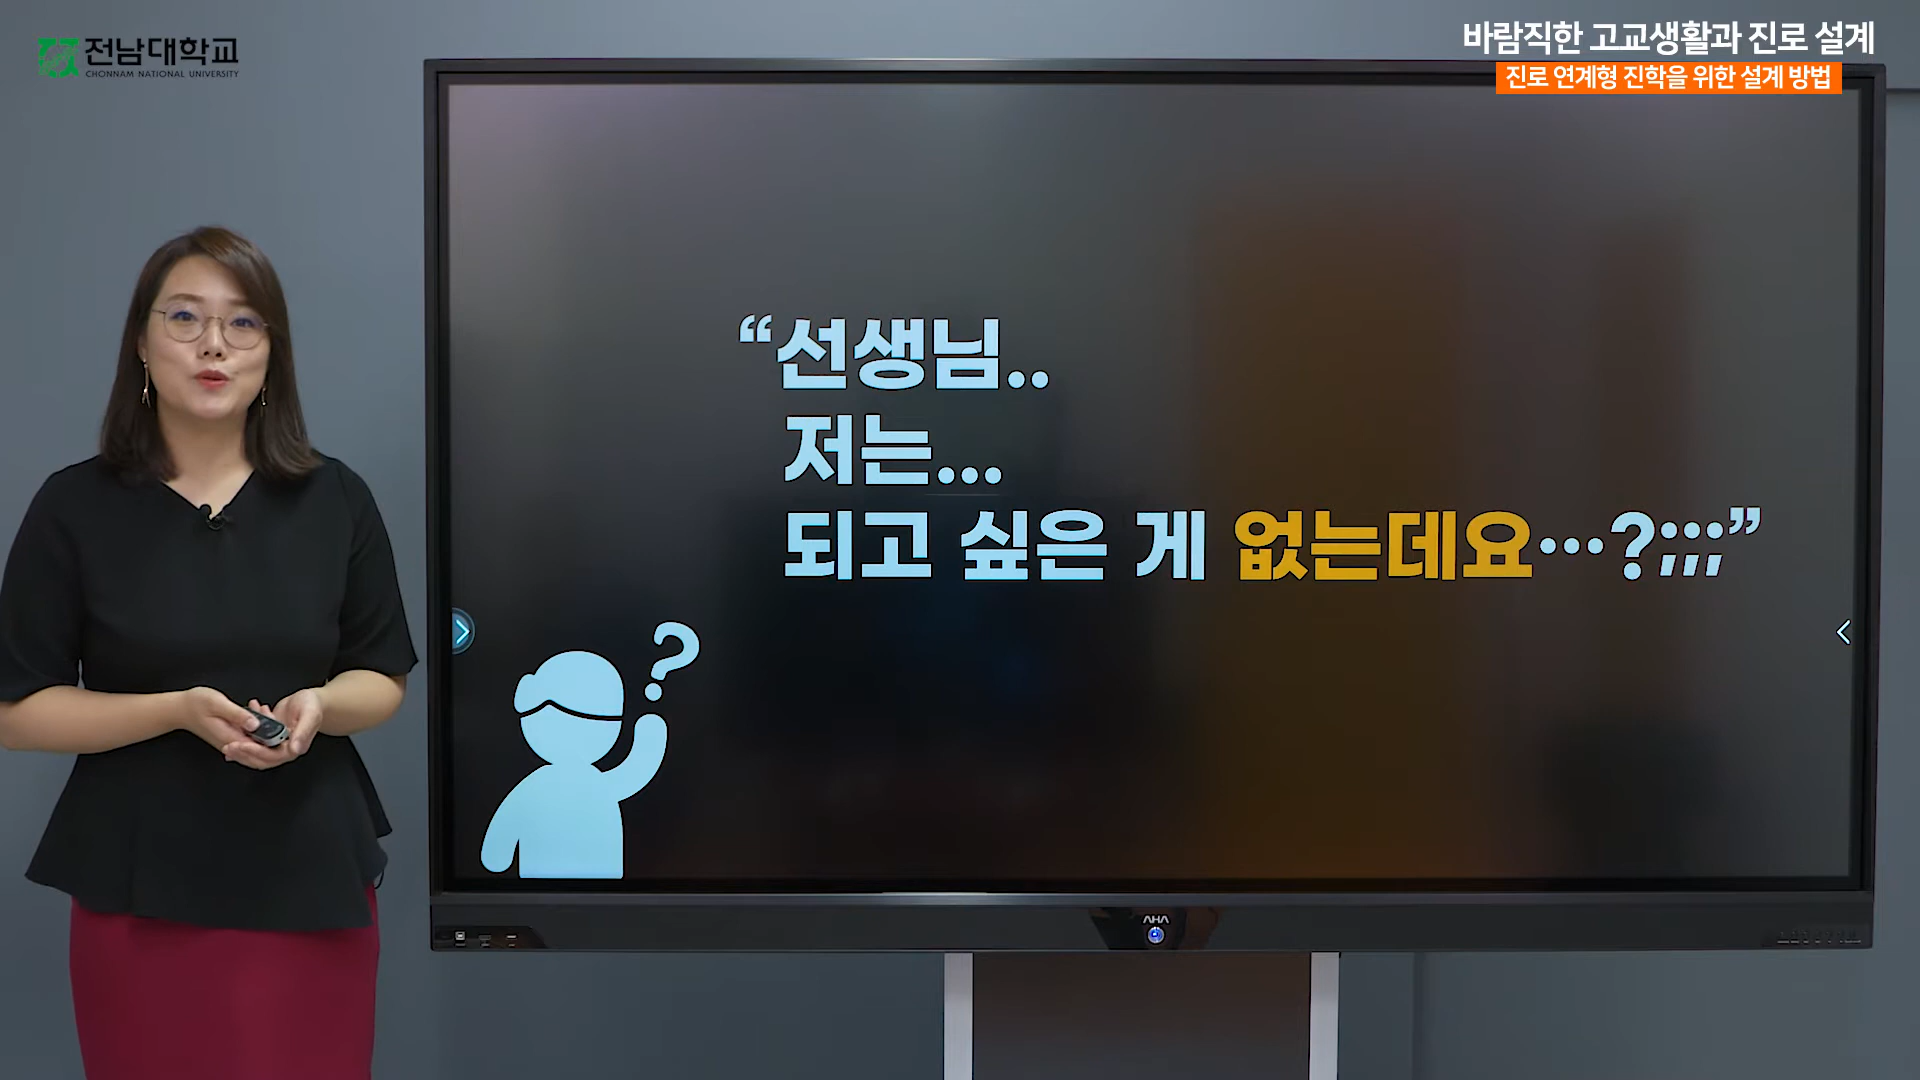 전남대학교
CHONNAM NATIONAL UNIVERSITY
바람직한 고교생활과 진로 설계
진로 연계형 진학을 위한 설계 방법
“선생님..
저는...
되고 싶은 게 없는데요…?;;;”
?
AHA